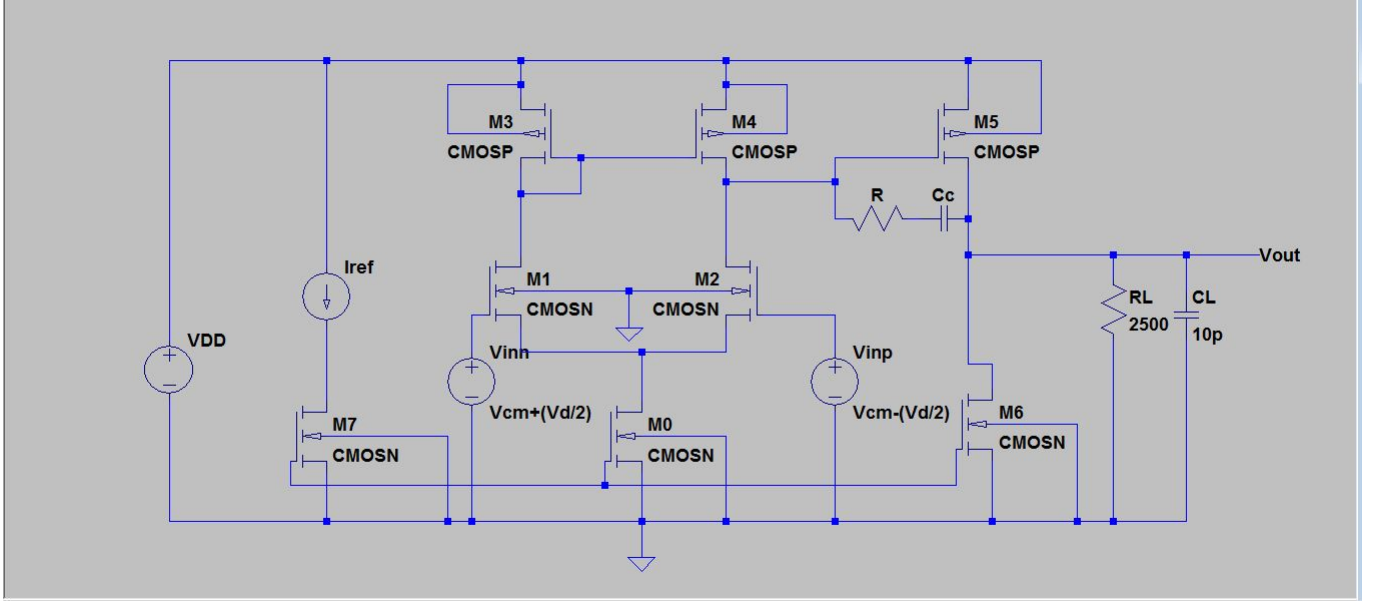 M3
CMOSP
M4
CMOSP
M5
CMOSP
R
Cc
Iref
M1
CMOSN
M2
CMOSN
Vout
RL
2500
CL
10p
VDD
Vinn
Vcm+(Vd/2)
Vinp
Vcm-(Vd/2)
M7
CMOSN
M0
CMOSN
M6
CMOSN